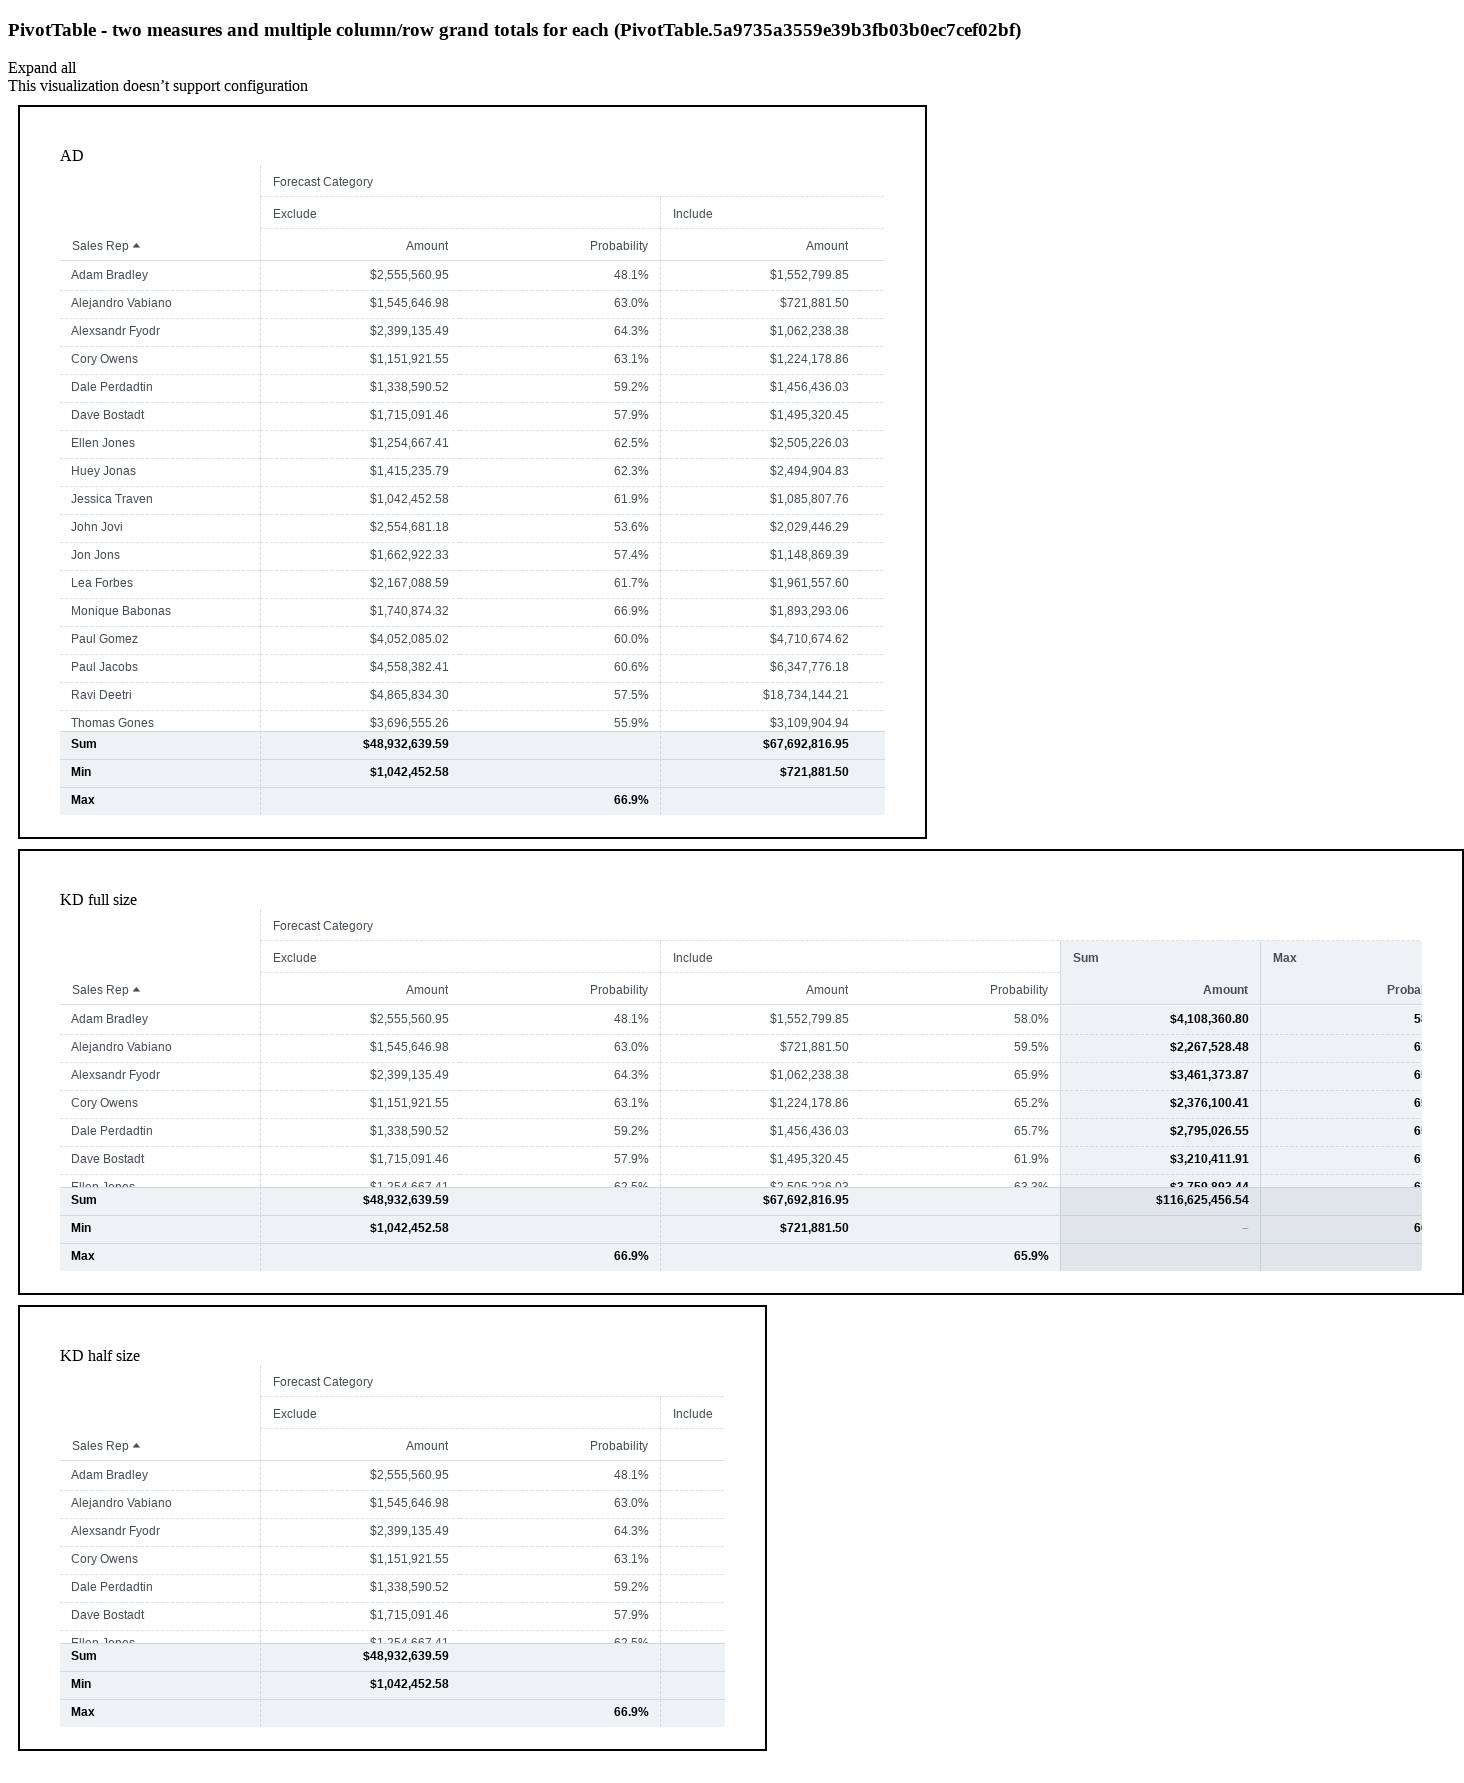 PivotTable - two measures and multiple column/row grand totals for each (PivotTable.5a9735a3559e39b3fb03b0ec7cef02bf)
Expand all
This visualization doesn’t support configuration
AD
Forecast Category
Exclude Include
Sales Rep Amount Probability Amount
Adam Bradley $2,555,560.95 48.1% $1,552,799.85
Alejandro Vabiano $1,545,646.98 63.0% $721,881.50
Alexsandr Fyodr $2,399,135.49 64.3% $1,062,238.38
Cory Owens $1,151,921.55 63.1% $1,224,178.86
Dale Perdadtin $1,338,590.52 59.2% $1,456,436.03
Dave Bostadt $1,715,091.46 57.9% $1,495,320.45
Ellen Jones $1,254,667.41 62.5% $2,505,226.03
Huey Jonas $1,415,235.79 62.3% $2,494,904.83
Jessica Traven $1,042,452.58 61.9% $1,085,807.76
John Jovi $2,554,681.18 53.6% $2,029,446.29
Jon Jons $1,662,922.33 57.4% $1,148,869.39
Lea Forbes $2,167,088.59 61.7% $1,961,557.60
Monique Babonas $1,740,874.32 66.9% $1,893,293.06
Paul Gomez $4,052,085.02 60.0% $4,710,674.62
Paul Jacobs $4,558,382.41 60.6% $6,347,776.18
Ravi Deetri $4,865,834.30 57.5% $18,734,144.21
Thomas Gones $3,696,555.26 55.9% $3,109,904.94
Sum $48,932,639.59 $67,692,816.95
Min $1,042,452.58 $721,881.50
Max 66.9%
KD full size
Forecast Category
Exclude Include Sum Max
Sales Rep Amount Probability Amount Probability Amount
Adam Bradley $2,555,560.95 48.1% $1,552,799.85 58.0% $4,108,360.80
Alejandro Vabiano $1,545,646.98 63.0% $721,881.50 59.5% $2,267,528.48
Alexsandr Fyodr $2,399,135.49 64.3% $1,062,238.38 65.9% $3,461,373.87
Cory Owens $1,151,921.55 63.1% $1,224,178.86 65.2% $2,376,100.41
Dale Perdadtin $1,338,590.52 59.2% $1,456,436.03 65.7% $2,795,026.55
Dave Bostadt $1,715,091.46 57.9% $1,495,320.45 61.9% $3,210,411.91
Ellen Jones $1,254,667.41 62.5% $2,505,226.03 63.3% $3,759,893.44
Sum $48,932,639.59 $67,692,816.95 $116,625,456.54
Min $1,042,452.58 $721,881.50 –
Max 66.9% 65.9%
KD half size
Forecast Category
Exclude Include
Sales Rep Amount Probability
Adam Bradley $2,555,560.95 48.1%
Alejandro Vabiano $1,545,646.98 63.0%
Alexsandr Fyodr $2,399,135.49 64.3%
Cory Owens $1,151,921.55 63.1%
Dale Perdadtin $1,338,590.52 59.2%
Dave Bostadt $1,715,091.46 57.9%
Ellen Jones $1,254,667.41 62.5%
Sum $48,932,639.59
Min $1,042,452.58
Max 66.9%